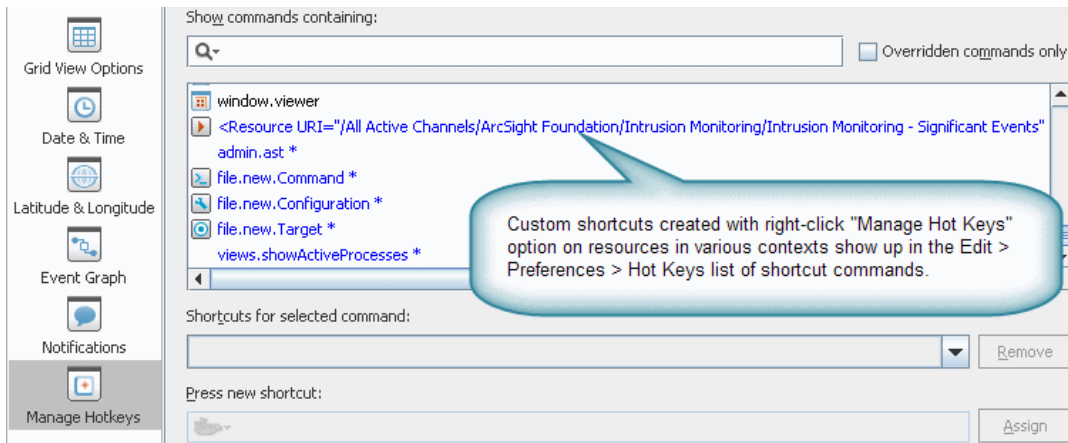 Show commands containing:
Overridden commands only
Grid View Options
Date & Time
Latitude & Longitude
Event Graph
Notifications
Manage Hotkeys
window.viewer
<Resource URI="/All Active Channels/ArcSight Foundation/Intrusion Monitoring/Intrusion Monitoring - Significant Events"
admin.ast *
file.new.Command *
file.new.Configuration *
file.new.Target *
views.showActiveProcesses *
Custom shortcuts created with right-click "Manage Hot Keys"
option on resources in various contexts show up in the Edit >
Preferences > Hot Keys list of shortcut commands.
Shortcuts for selected command:
Remove
Press new shortcut:
Assign